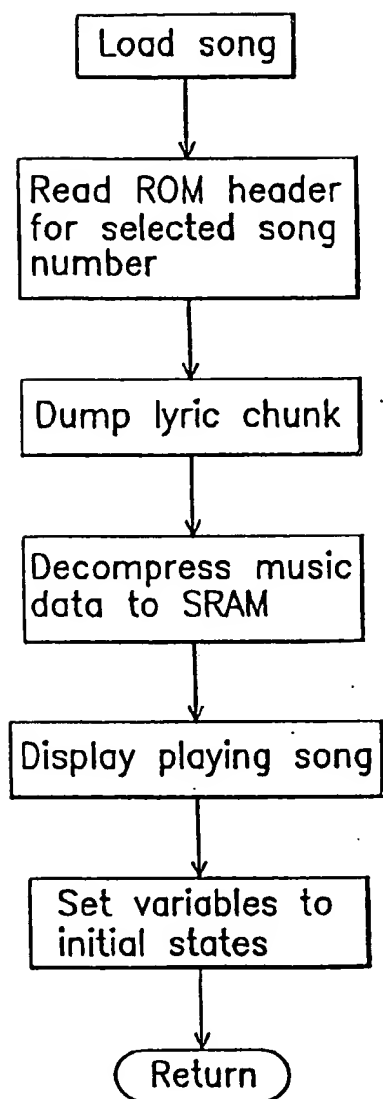 Load song
Read ROM header
for selected song
number
Dump lyric chunk
Decompress music
data to SRAM
Display playing song
Set variables to
initial states
Return